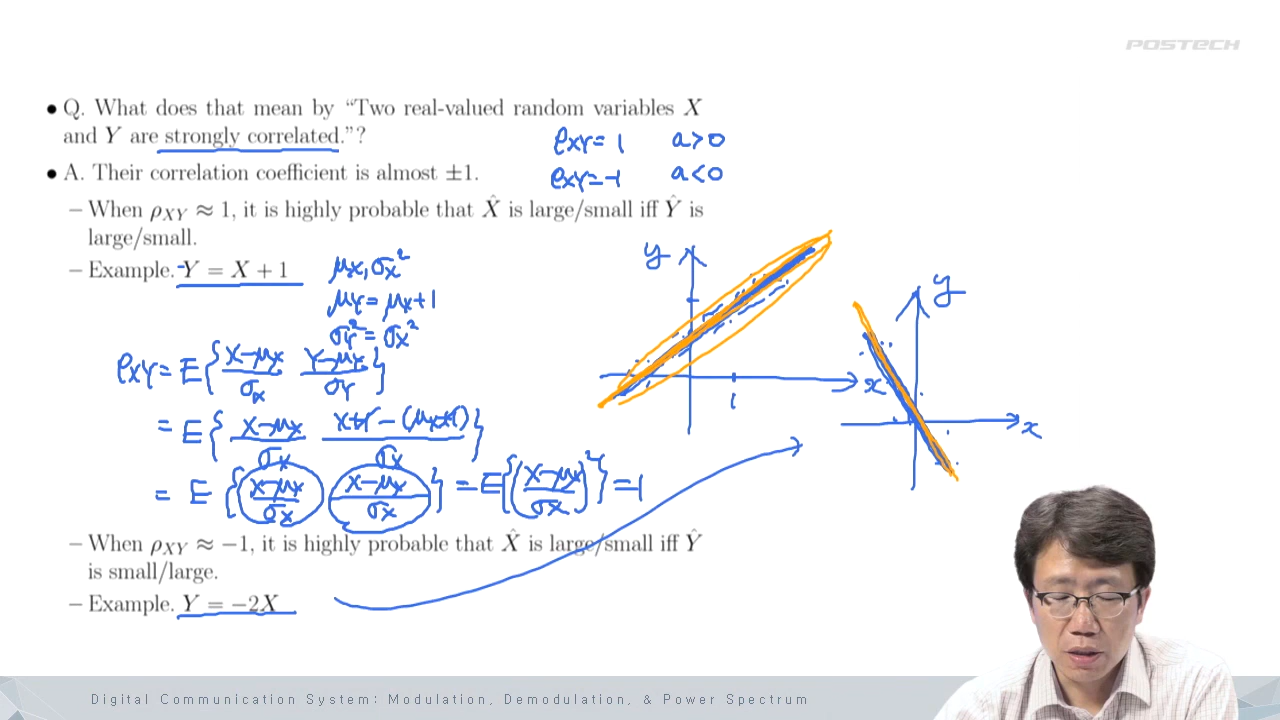 POSTECH
• Q. What does that mean by “Two real-valued random variables X
and Y are strongly correlated.”?
ρXY = 1 a > 0
• A. Their correlation coefficient is almost ±1.
ρXY = -1 a < 0
– When ρXY ≈ 1, it is highly probable that X̂ is large/small iff Ŷ is
large/small.
– Example. Y = X + 1
μx, σx²
μY = μx + 1
σY² = σx²
ρXY = E{ (X-μx)/σx (Y-μY)/σY }
= E{ (X-μx)/σx (X+1-(μx+1))/σx }
= E{ (X-μx)/σx (X-μx)/σx } = E{ ((X-μx)/σx)² } = 1
y
1
x
y
x
– When ρXY ≈ −1, it is highly probable that X̂ is large/small iff Ŷ
is small/large.
– Example. Y = −2X
Digital Communication System: Modulation, Demodulation, & Power Spectrum